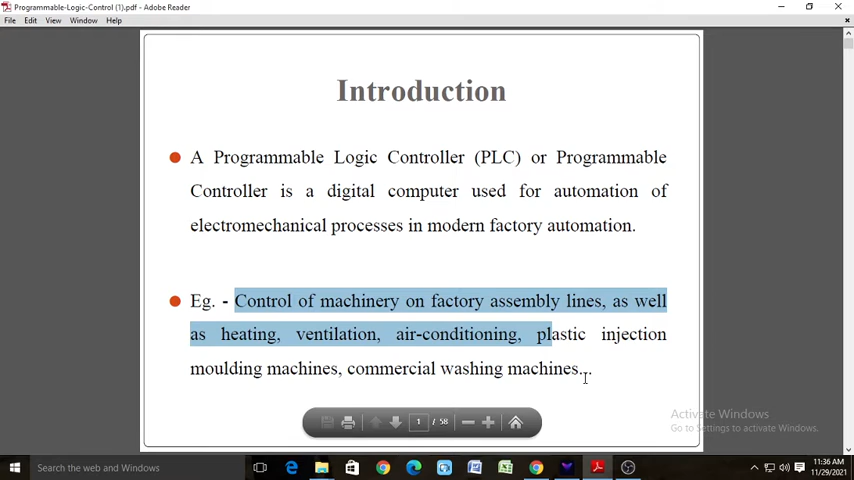 Programmable-Logic-Control (1).pdf - Adobe Reader
File Edit View Window Help
Introduction
A Programmable Logic Controller (PLC) or Programmable
Controller is a digital computer used for automation of
electromechanical processes in modern factory automation.
Eg. - Control of machinery on factory assembly lines, as well
as heating, ventilation, air-conditioning, plastic injection
moulding machines, commercial washing machines...
1 / 58
Activate Windows
Go to Settings to activate Windows.
Search the web and Windows
11:36 AM
11/29/2021